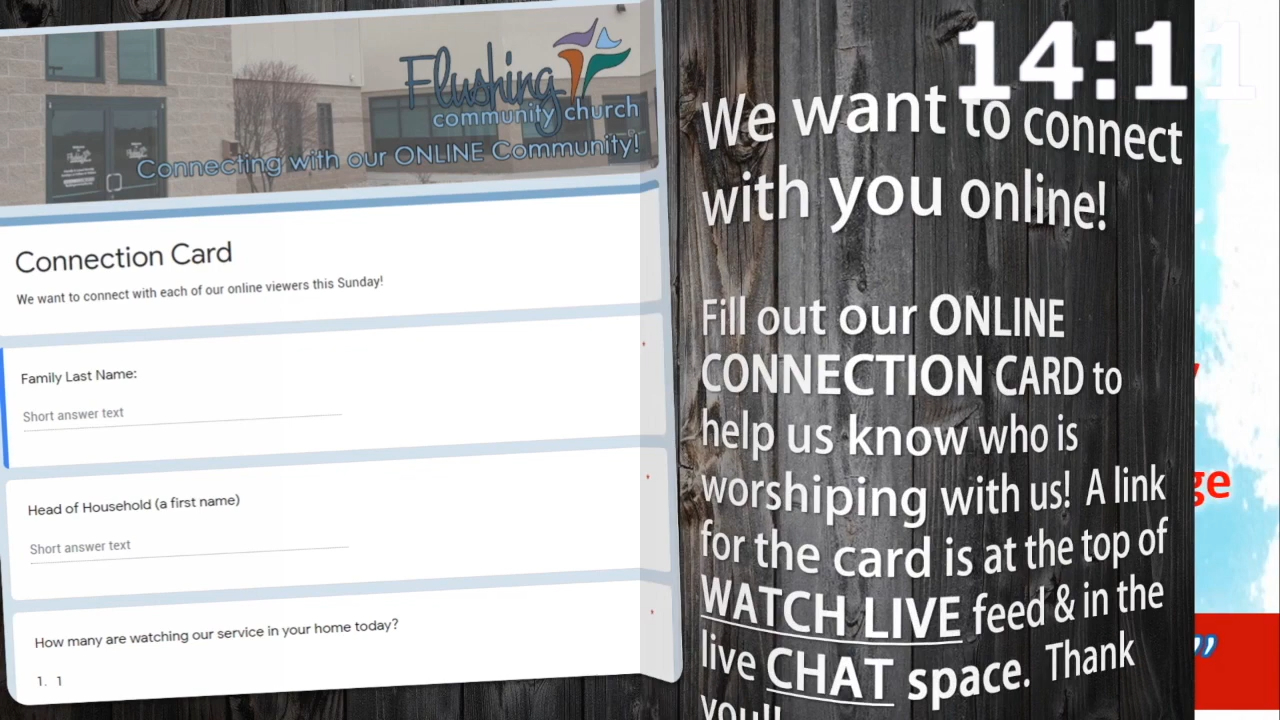 Flushing
community church
Connecting with our ONLINE Community!
Connection Card
We want to connect with each of our online viewers this Sunday!
Family Last Name:
Short answer text
Head of Household (a first name)
Short answer text
How many are watching our service in your home today?
1. 1
14:11
We want to connect
with you online!
Fill out our ONLINE
CONNECTION CARD to
help us know who is
worshiping with us! A link
for the card is at the top of
WATCH LIVE feed & in the
live CHAT space. Thank
you!!
ge
”